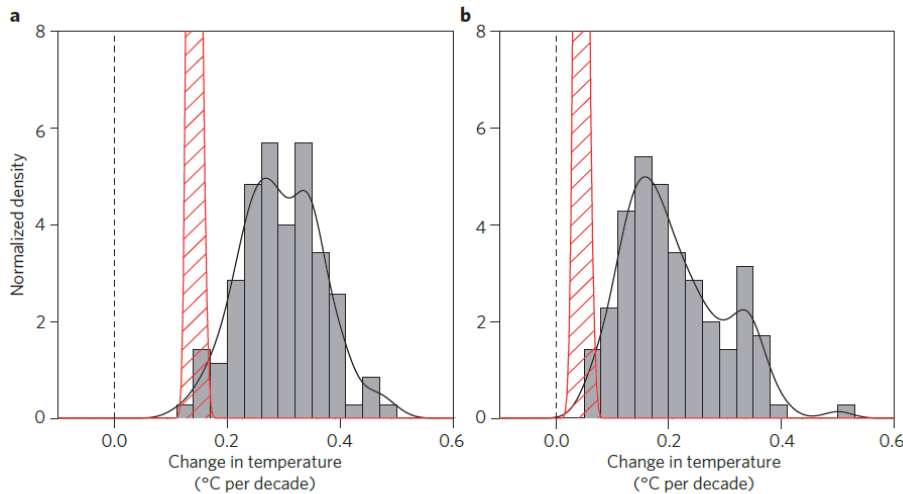 a
b
Normalized density
8
6
4
2
0
0.0
0.2
0.4
0.6
Change in temperature
(°C per decade)
8
6
4
2
0
0.0
0.2
0.4
0.6
Change in temperature
(°C per decade)